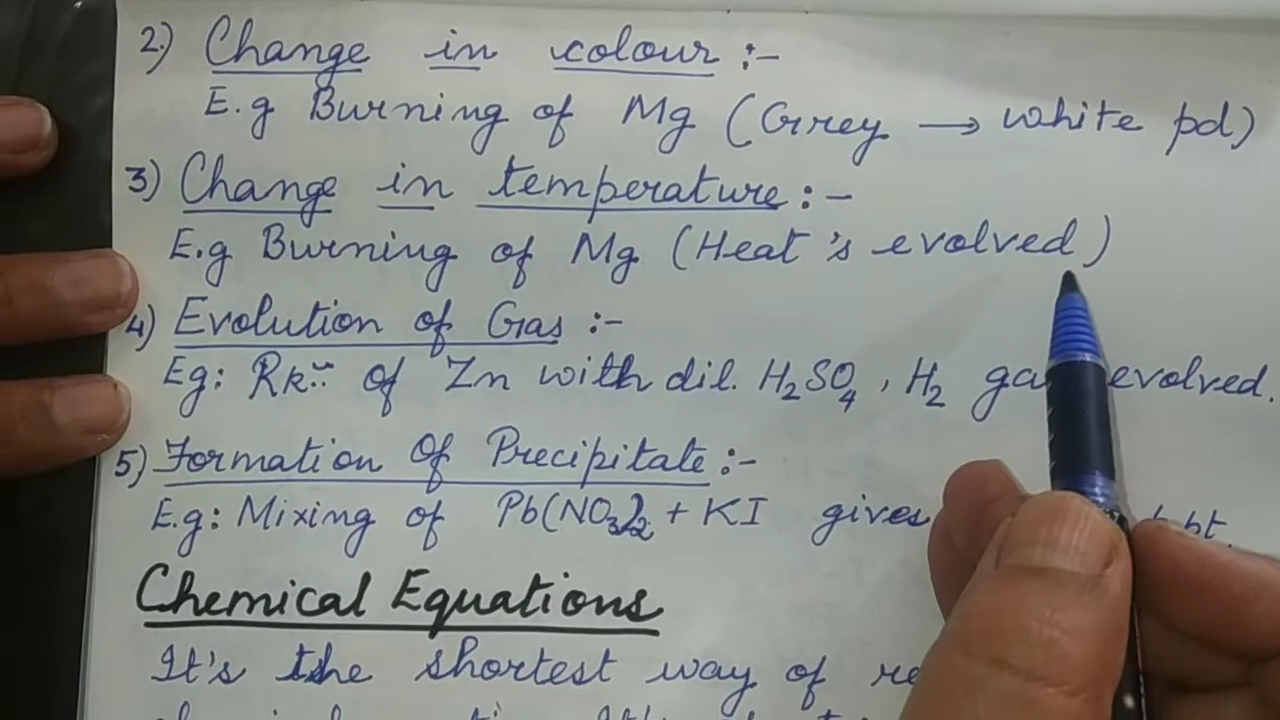 2) Change in colour :-
E.g Burning of Mg (Grey → white pd)
3) Change in temperature :-
E.g Burning of Mg (Heat's evolved)
4) Evolution of Gas :-
Eg: Rxn of Zn with dil. H₂SO₄, H₂ evolved.
5) Formation Of Precipitate :-
E.g: Mixing of Pb(NO₃)₂ + KI gives ppt.
Chemical Equations
It's the shortest way of